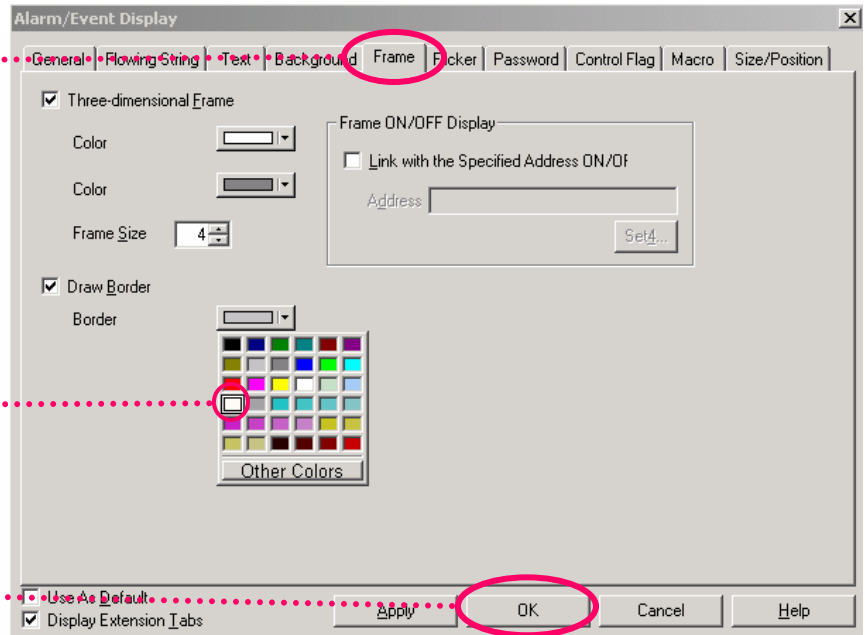 Alarm/Event Display
General Flowing String Text Background Frame Flicker Password Control Flag Macro Size/Position
Three-dimensional Frame
Color
Color
Frame Size 4
Frame ON/OFF Display
Link with the Specified Address ON/OF
Address
Set4...
Draw Border
Border
Other Colors
Use As Default
Display Extension Tabs
Apply OK Cancel Help